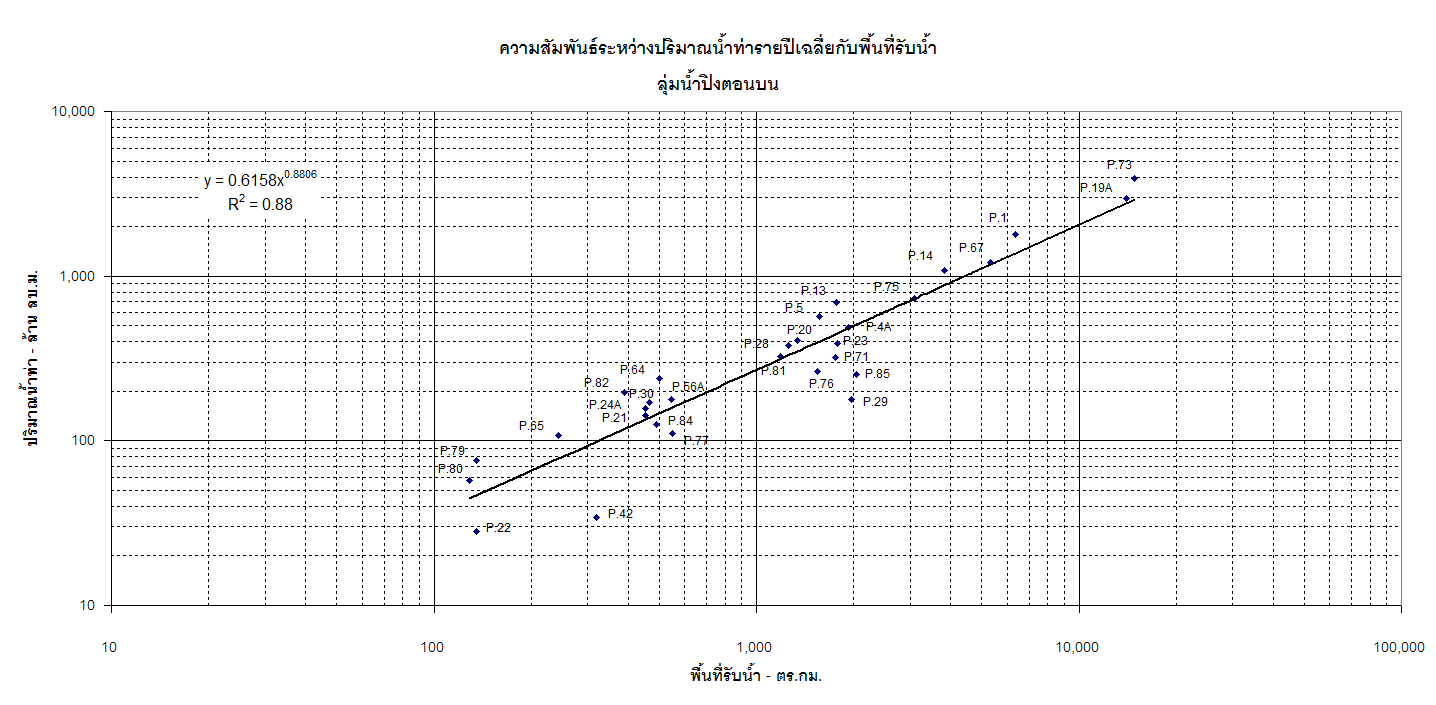 ความสัมพันธ์ระหว่างปริมาณน้ำท่ารายปีเฉลี่ยกับพื้นที่รับน้ำ
ลุ่มน้ำปิงตอนบน
10,000
1,000
100
10
ปริมาณน้ำท่า - ล้าน ลบ.ม.
y = 0.6158x^0.8806
R² = 0.88
P.73
P.19A
P.1
P.67
P.14
P.75
P.13
P.5
P.4A
P.20
P.23
P.28
P.71
P.81
P.85
P.76
P.64
P.82
P.56A
P.30
P.29
P.24A
P.21
P.84
P.65
P.77
P.79
P.80
P.42
P.22
10
100
1,000
10,000
100,000
พื้นที่รับน้ำ - ตร.กม.